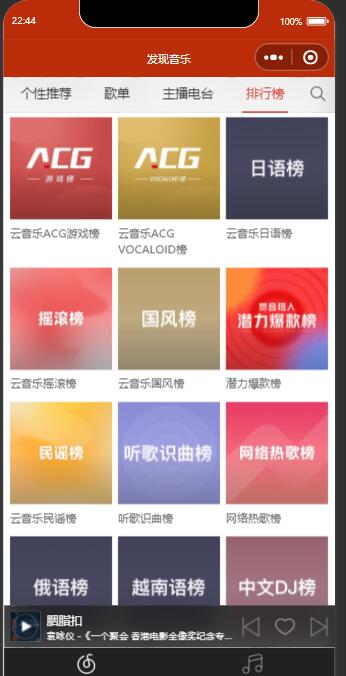 22:44
100%
发现音乐
个性推荐 歌单 主播电台 排行榜
ACG
游戏榜
ACG
VOCALOID榜
日语榜
云音乐ACG游戏榜
云音乐ACG
VOCALOID榜
云音乐日语榜
摇滚榜
国风榜
潜力爆款榜
云音乐摇滚榜
云音乐国风榜
潜力爆款榜
民谣榜
听歌识曲榜
网络热歌榜
云音乐民谣榜
听歌识曲榜
网络热歌榜
俄语榜
越南语榜
中文DJ榜
胭脂扣
袁咏仪 -《一个聚会 香港电影全像奖纪念专...